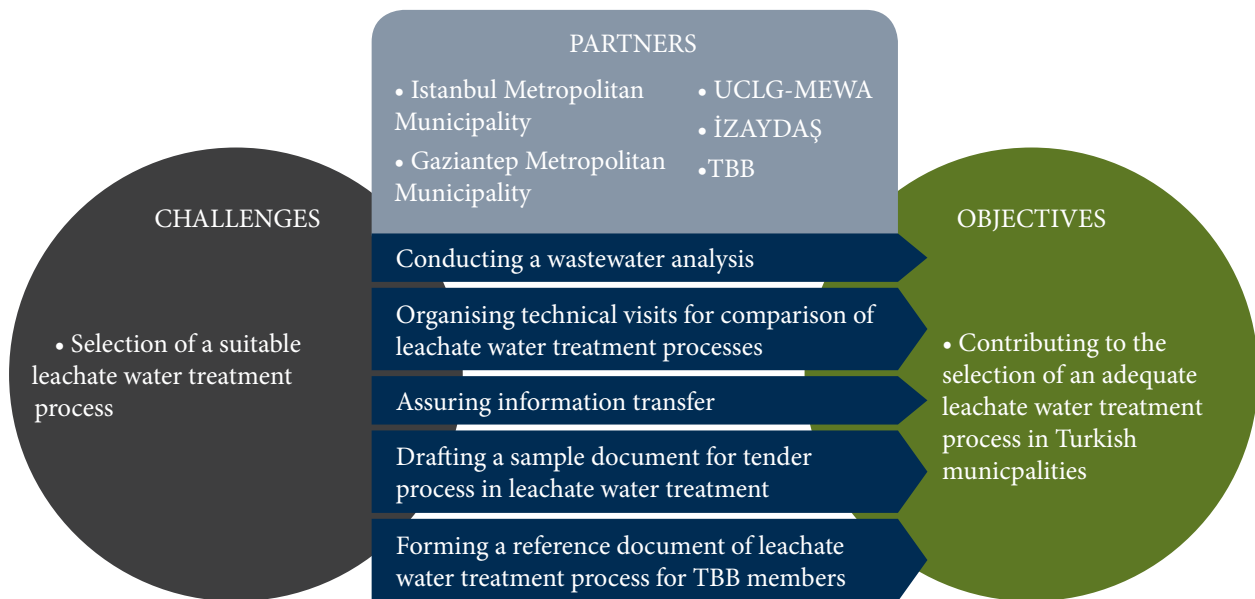 PARTNERS
• Istanbul Metropolitan
Municipality
• Gaziantep Metropolitan
Municipality
• UCLG-MEWA
• İZAYDAŞ
•TBB
CHALLENGES
• Selection of a suitable
leachate water treatment
process
Conducting a wastewater analysis
Organising technical visits for comparison of
leachate water treatment processes
Assuring information transfer
Drafting a sample document for tender
process in leachate water treatment
Forming a reference document of leachate
water treatment process for TBB members
OBJECTIVES
• Contributing to the
selection of an adequate
leachate water treatment
process in Turkish
municpalities